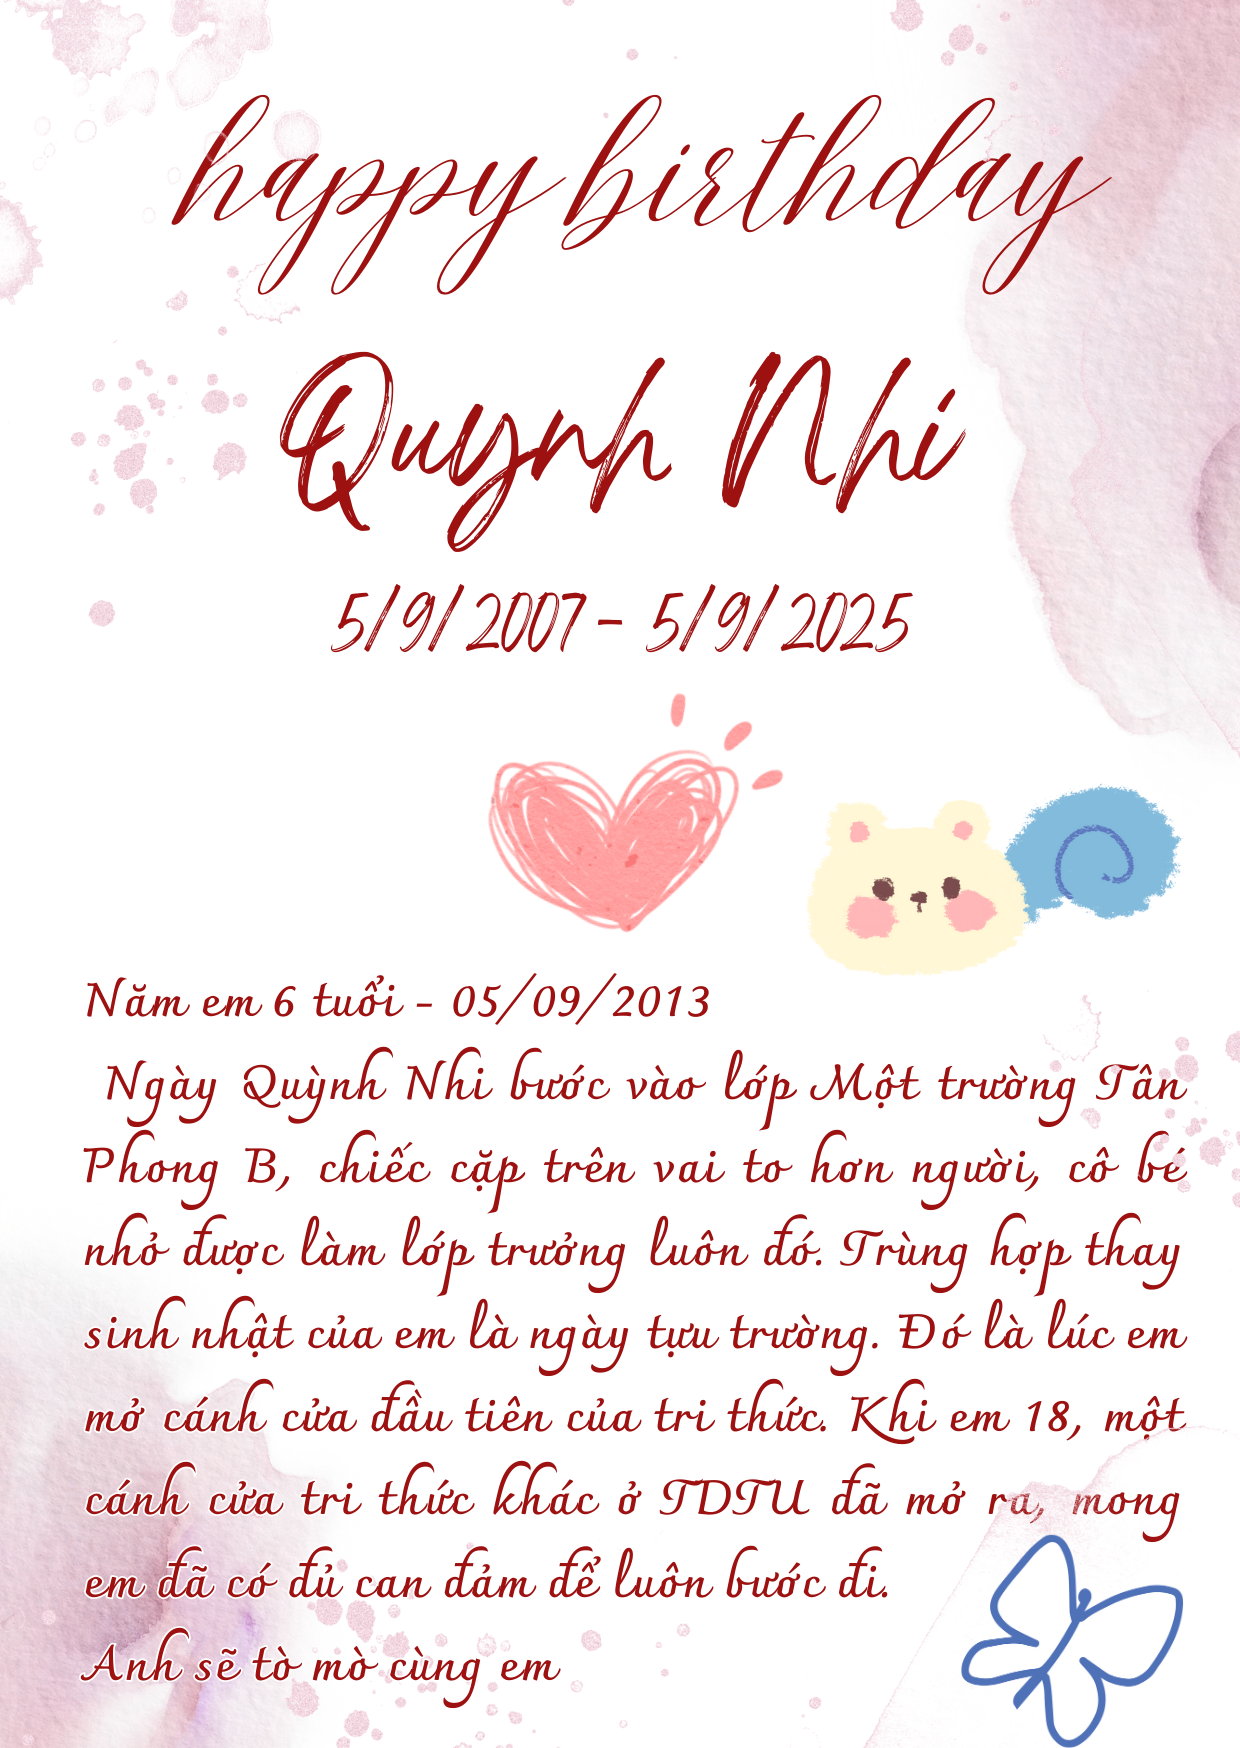 happy birthday
Quynh Nhi
5/9/2007 - 5/9/2025
Năm em 6 tuổi - 05/09/2013
Ngày Quỳnh Nhi bước vào lớp Một trường Tân
Phong B, chiếc cặp trên vai to hơn người, cô bé
nhỏ được làm lớp trưởng luôn đó. Trùng hợp thay
sinh nhật của em là ngày tựu trường. Đó là lúc em
mở cánh cửa đầu tiên của tri thức. Khi em 18, một
cánh cửa tri thức khác ở TDTU đã mở ra, mong
em đã có đủ can đảm để luôn bước đi.
Anh sẽ tò mò cùng em